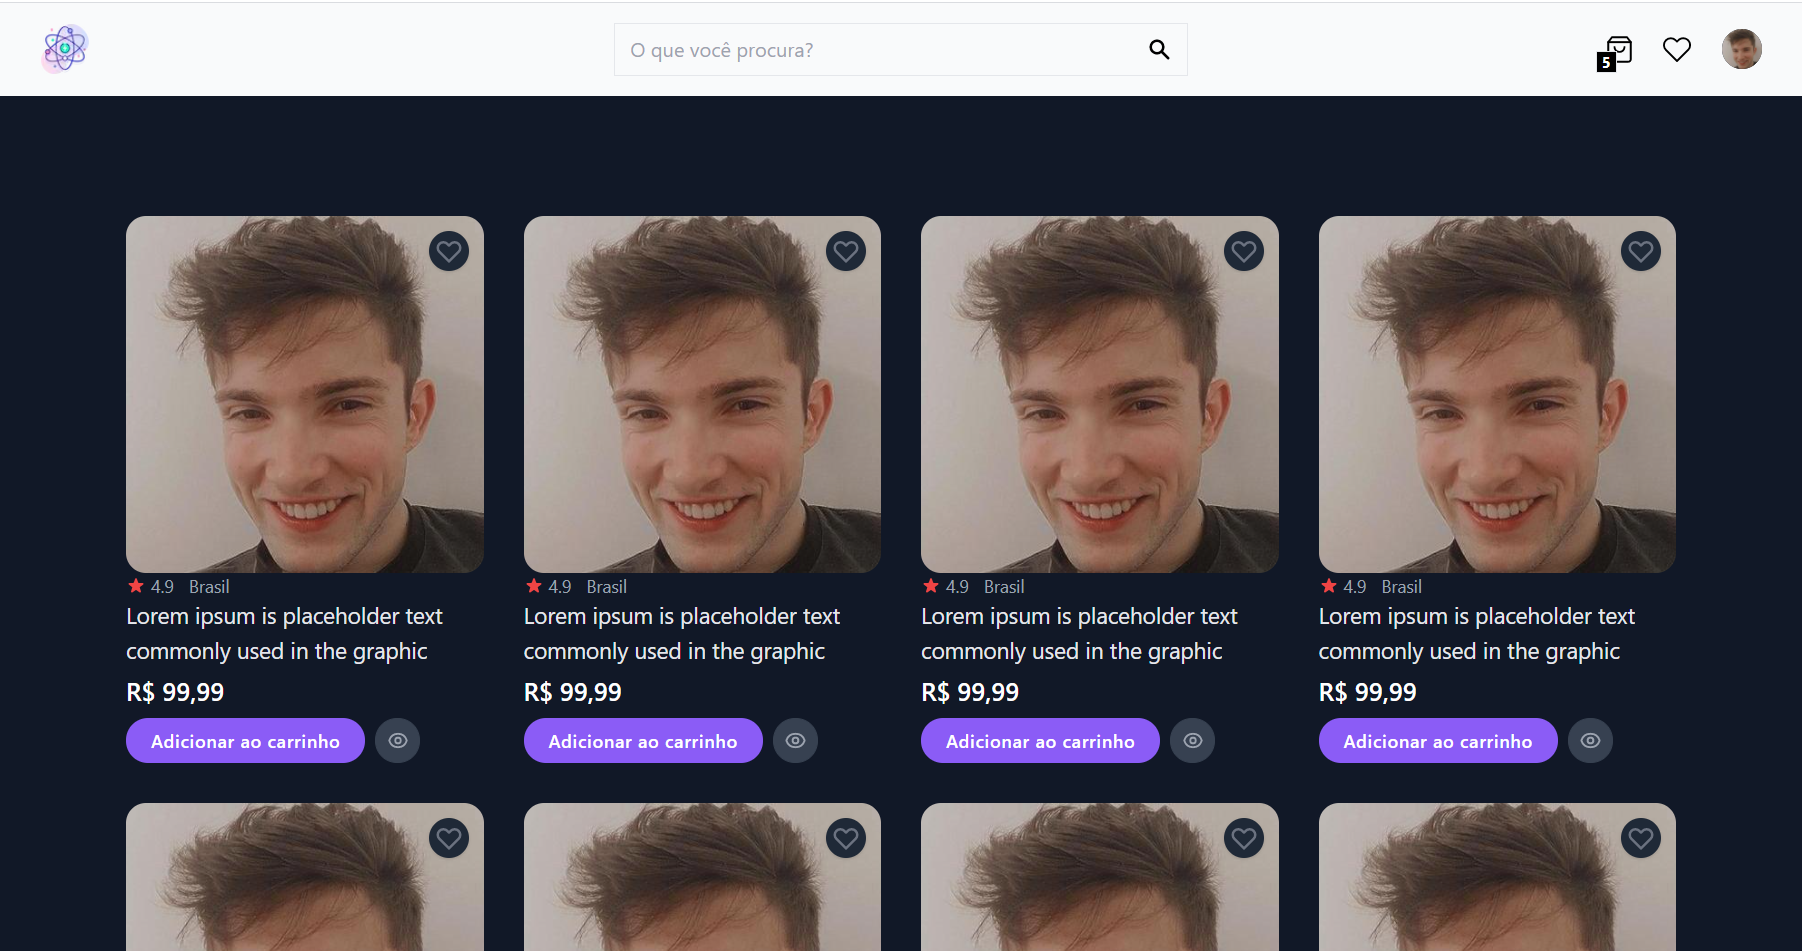 O que você procura?
5
4.9 Brasil
Lorem ipsum is placeholder text
commonly used in the graphic
R$ 99,99
Adicionar ao carrinho
4.9 Brasil
Lorem ipsum is placeholder text
commonly used in the graphic
R$ 99,99
Adicionar ao carrinho
4.9 Brasil
Lorem ipsum is placeholder text
commonly used in the graphic
R$ 99,99
Adicionar ao carrinho
4.9 Brasil
Lorem ipsum is placeholder text
commonly used in the graphic
R$ 99,99
Adicionar ao carrinho